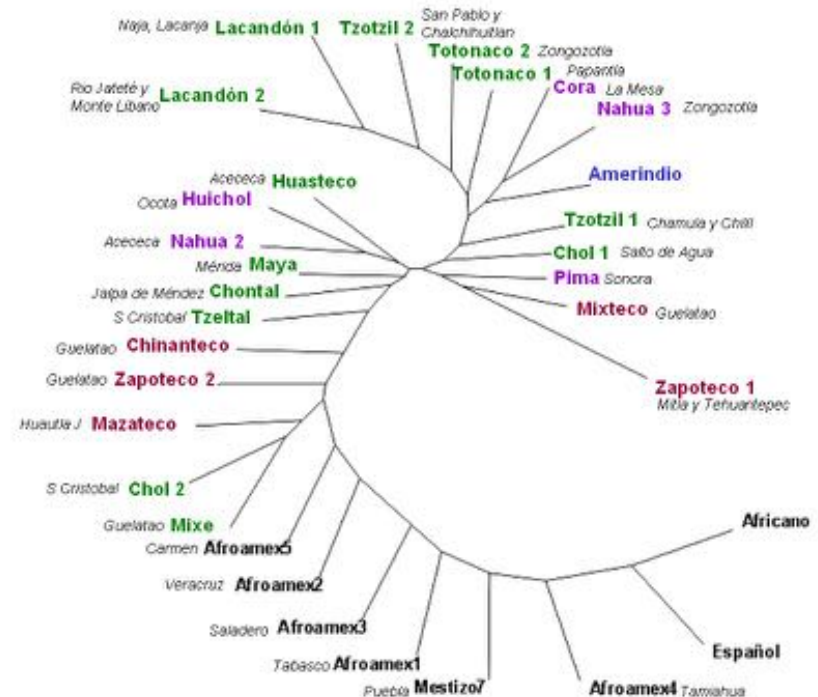 Naja, Lacanja Lacandón 1
Tzotzil 2 San Pablo y
Chalchihuitlan
Totonaco 2 Zongozotla
Totonaco 1 Papantla
Cora La Mesa
Nahua 3 Zongozotla
Rio Jateté y
Monte Libano Lacandón 2
Amerindio
Acececa Huasteco
Ocota Huichol
Tzotzil 1 Chamula y Chilil
Acececa Nahua 2
Chol 1 Salto de Agua
Mérida Maya
Pima Sonora
Jalpa de Méndez Chontal
Mixteco Guelatao
S Cristobal Tzeltal
Guelatao Chinanteco
Guelatao Zapoteco 2
Zapoteco 1
Mitla y Tehuantepec
Huautla J Mazateco
S Cristobal Chol 2
Guelatao Mixe
Africano
Carmen Afroamex5
Veracruz Afroamex2
Saladero Afroamex3
Español
Tabasco Afroamex1
Puebla Mestizo7
Afroamex4 Tamiahua